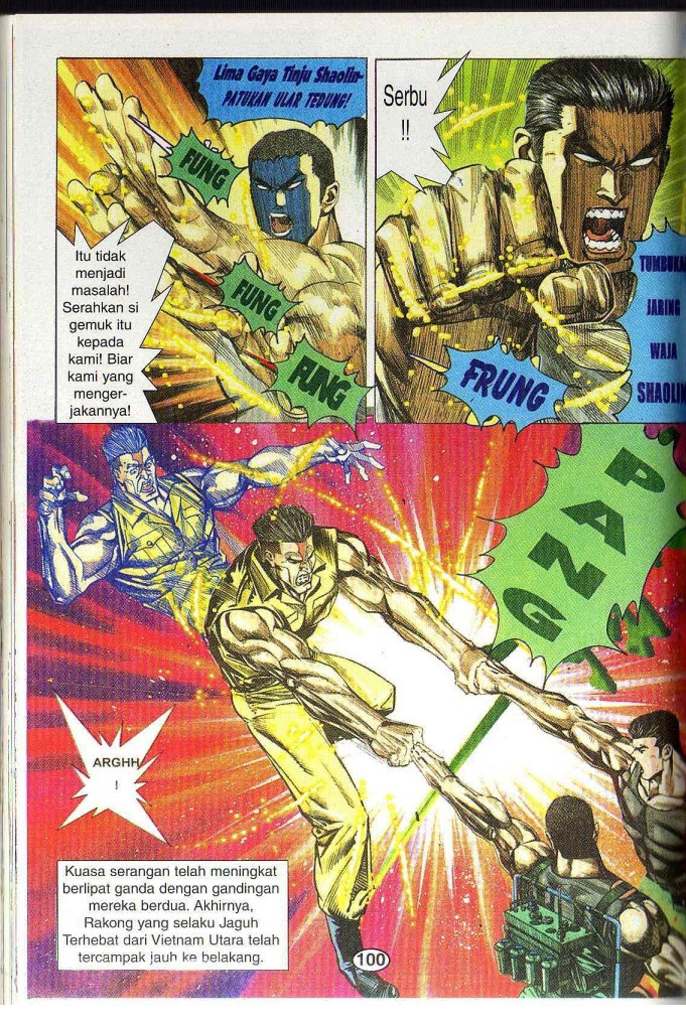 Lima Gaya Tinju Shaolin-
PATUKAN ULAR TEDUNG!
FUNG
FUNG
FUNG
Itu tidak
menjadi
masalah!
Serahkan si
gemuk itu
kepada
kami! Biar
kami yang
menger-
jakannya!
Serbu
!!
TUMBUKA
JARING
WAJA
SHAOLIN
FRUNG
PANG
ARGHH
!
Kuasa serangan telah meningkat
berlipat ganda dengan gandingan
mereka berdua. Akhirnya,
Rakong yang selaku Jaguh
Terhebat dari Vietnam Utara telah
tercampak jauh ke belakang.
100